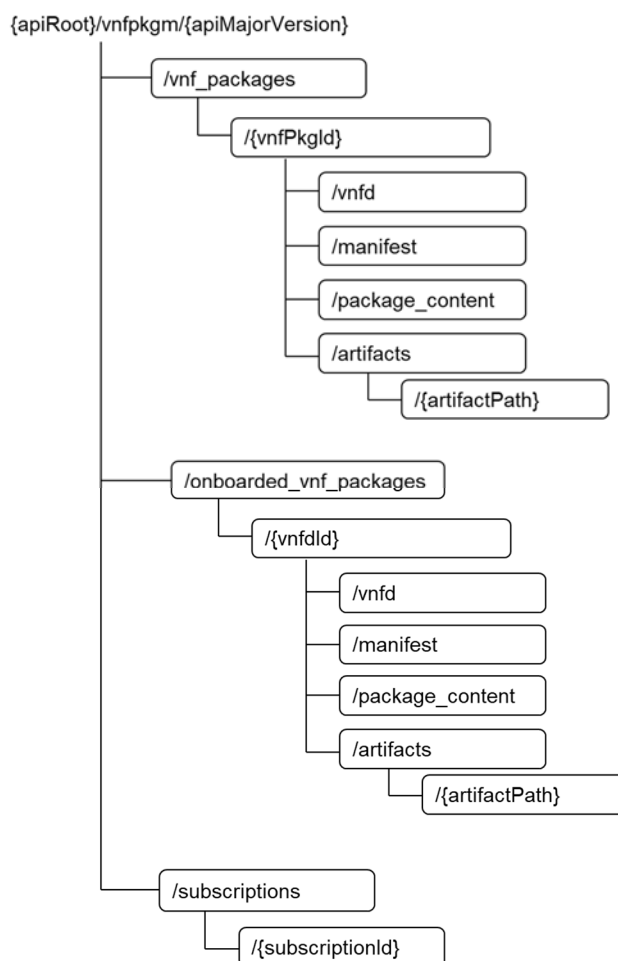 {apiRoot}/vnfpkgm/{apiMajorVersion}
/vnf_packages
/{vnfPkgId}
/vnfd
/manifest
/package_content
/artifacts
/{artifactPath}
/onboarded_vnf_packages
/{vnfdId}
/vnfd
/manifest
/package_content
/artifacts
/{artifactPath}
/subscriptions
/{subscriptionId}